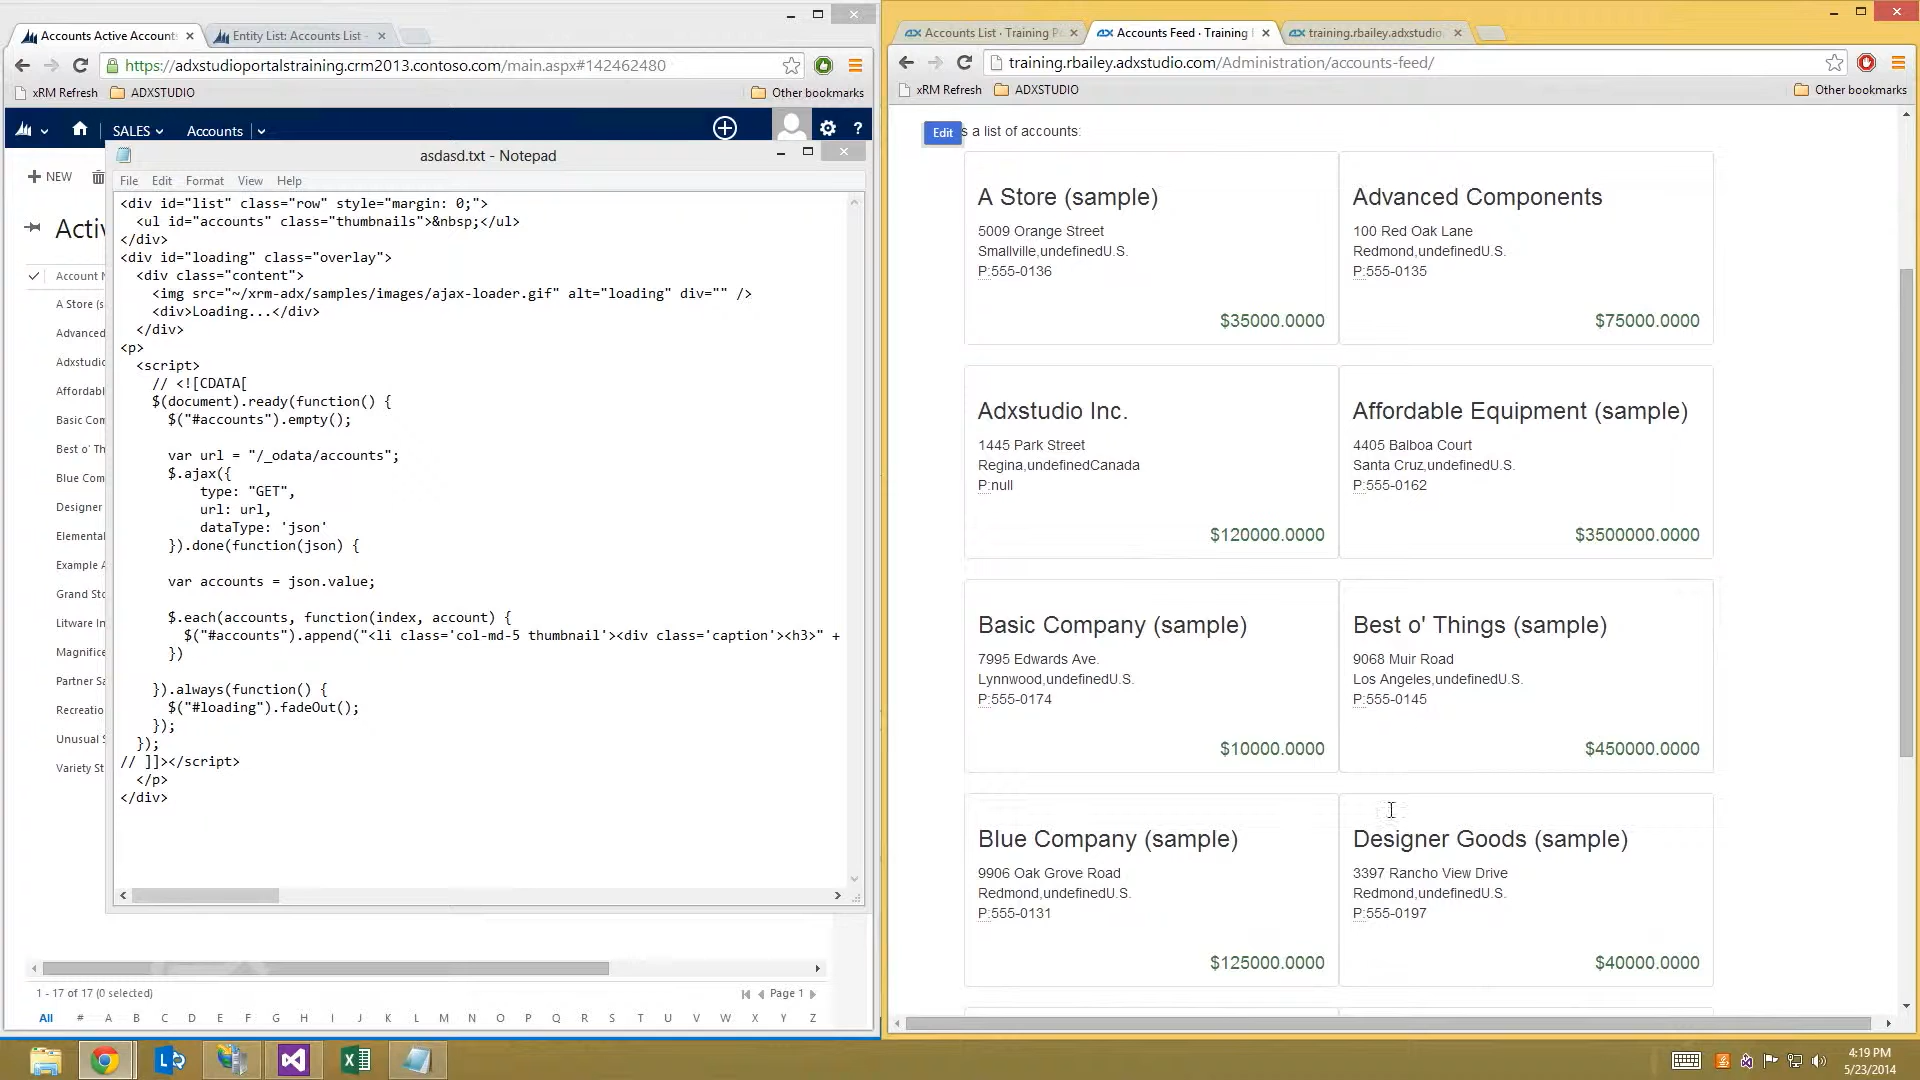 Accounts Active Accounts
Entity List: Accounts List -
https://adxstudioportalstraining.crm2013.contoso.com/main.aspx#142462480
xRM Refresh
ADXSTUDIO
Other bookmarks
SALES
Accounts
?
NEW
Activ
Account N
A Store (s
Advanced
Adxstudio
Affordabl
Basic Com
Best o' Th
Blue Com
Designer
Elemental
Example A
Grand Sto
Litware In
Magnifice
Partner Sa
Recreatio
Unusual S
Variety St
1 - 17 of 17 (0 selected)
Page 1
All # A B C D E F G H I J K L M N O P Q R S T U V W X Y Z
asdasd.txt - Notepad
File Edit Format View Help
<div id="list" class="row" style="margin: 0;">
<ul id="accounts" class="thumbnails">&nbsp;</ul>
</div>
<div id="loading" class="overlay">
<div class="content">
<img src="~/xrm-adx/samples/images/ajax-loader.gif" alt="loading" div="" />
<div>Loading...</div>
</div>
<p>
<script>
// <![CDATA[
$(document).ready(function() {
$("#accounts").empty();
var url = "/_odata/accounts";
$.ajax({
type: "GET",
url: url,
dataType: 'json'
}).done(function(json) {
var accounts = json.value;
$.each(accounts, function(index, account) {
$("#accounts").append("<li class='col-md-5 thumbnail'><div class='caption'><h3>" +
})
}).always(function() {
$("#loading").fadeOut();
});
});
// ]]></script>
</p>
</div>
Accounts List · Training P
Accounts Feed · Training
training.rbailey.adxstudio
training.rbailey.adxstudio.com/Administration/accounts-feed/
xRM Refresh
ADXSTUDIO
Other bookmarks
Edit
s a list of accounts:
A Store (sample)
5009 Orange Street
Smallville,undefinedU.S.
P:555-0136
$35000.0000
Advanced Components
100 Red Oak Lane
Redmond,undefinedU.S.
P:555-0135
$75000.0000
Adxstudio Inc.
1445 Park Street
Regina,undefinedCanada
P:null
$120000.0000
Affordable Equipment (sample)
4405 Balboa Court
Santa Cruz,undefinedU.S.
P:555-0162
$3500000.0000
Basic Company (sample)
7995 Edwards Ave.
Lynnwood,undefinedU.S.
P:555-0174
$10000.0000
Best o' Things (sample)
9068 Muir Road
Los Angeles,undefinedU.S.
P:555-0145
$450000.0000
Blue Company (sample)
9906 Oak Grove Road
Redmond,undefinedU.S.
P:555-0131
$125000.0000
Designer Goods (sample)
3397 Rancho View Drive
Redmond,undefinedU.S.
P:555-0197
$40000.0000
4:19 PM
5/23/2014